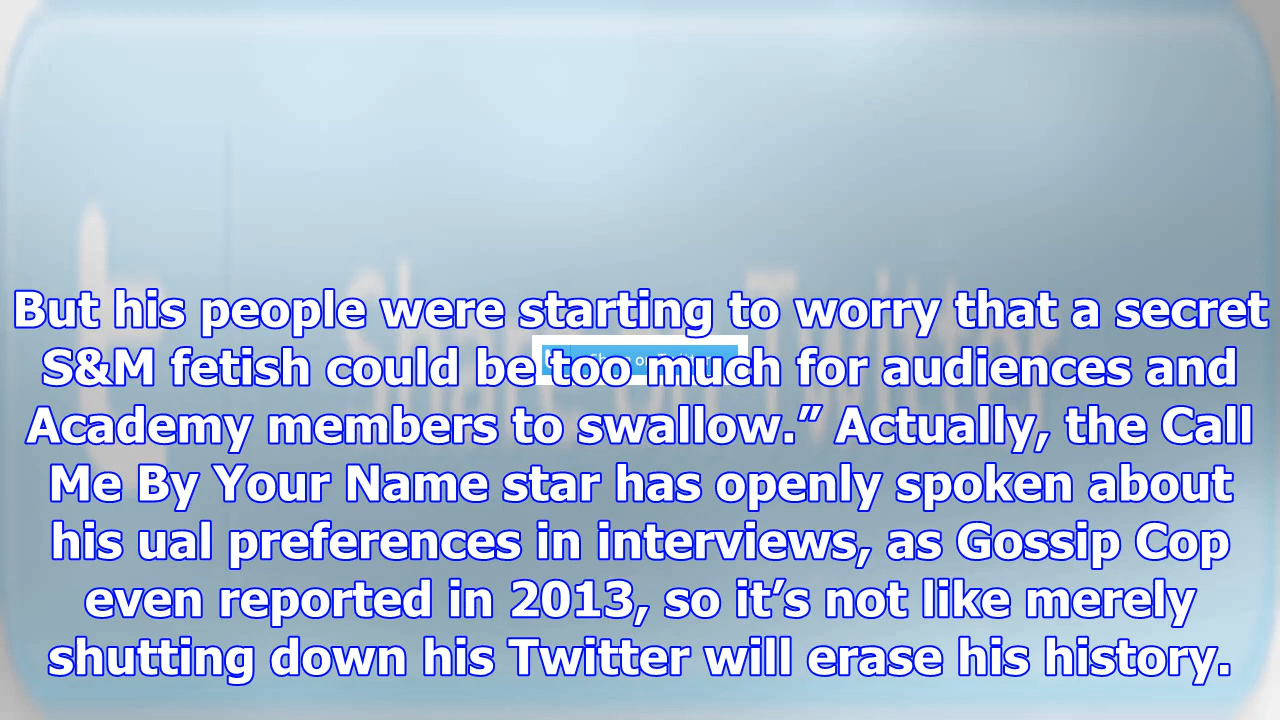 But his people were starting to worry that a secret
S&M fetish could be too much for audiences and
Academy members to swallow.” Actually, the Call
Me By Your Name star has openly spoken about
his ual preferences in interviews, as Gossip Cop
even reported in 2013, so it’s not like merely
shutting down his Twitter will erase his history.
Share on Twitter